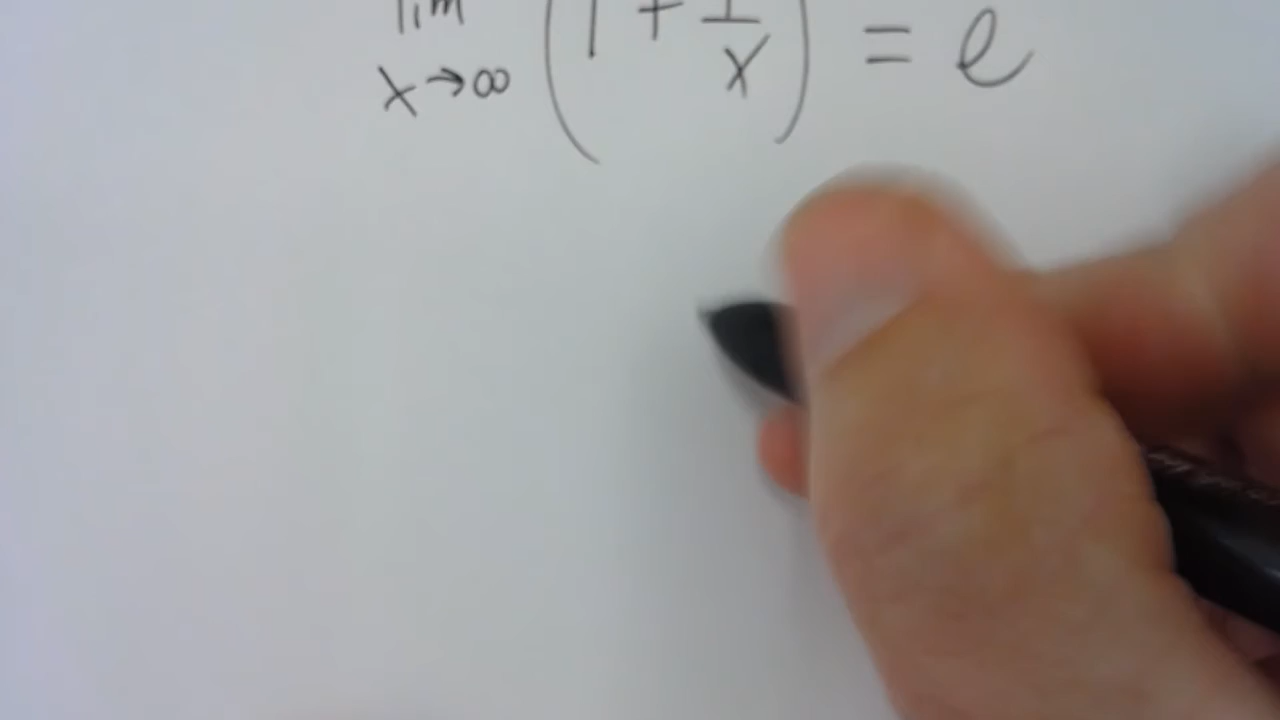 lim (1 + 1/x) = e
x→∞